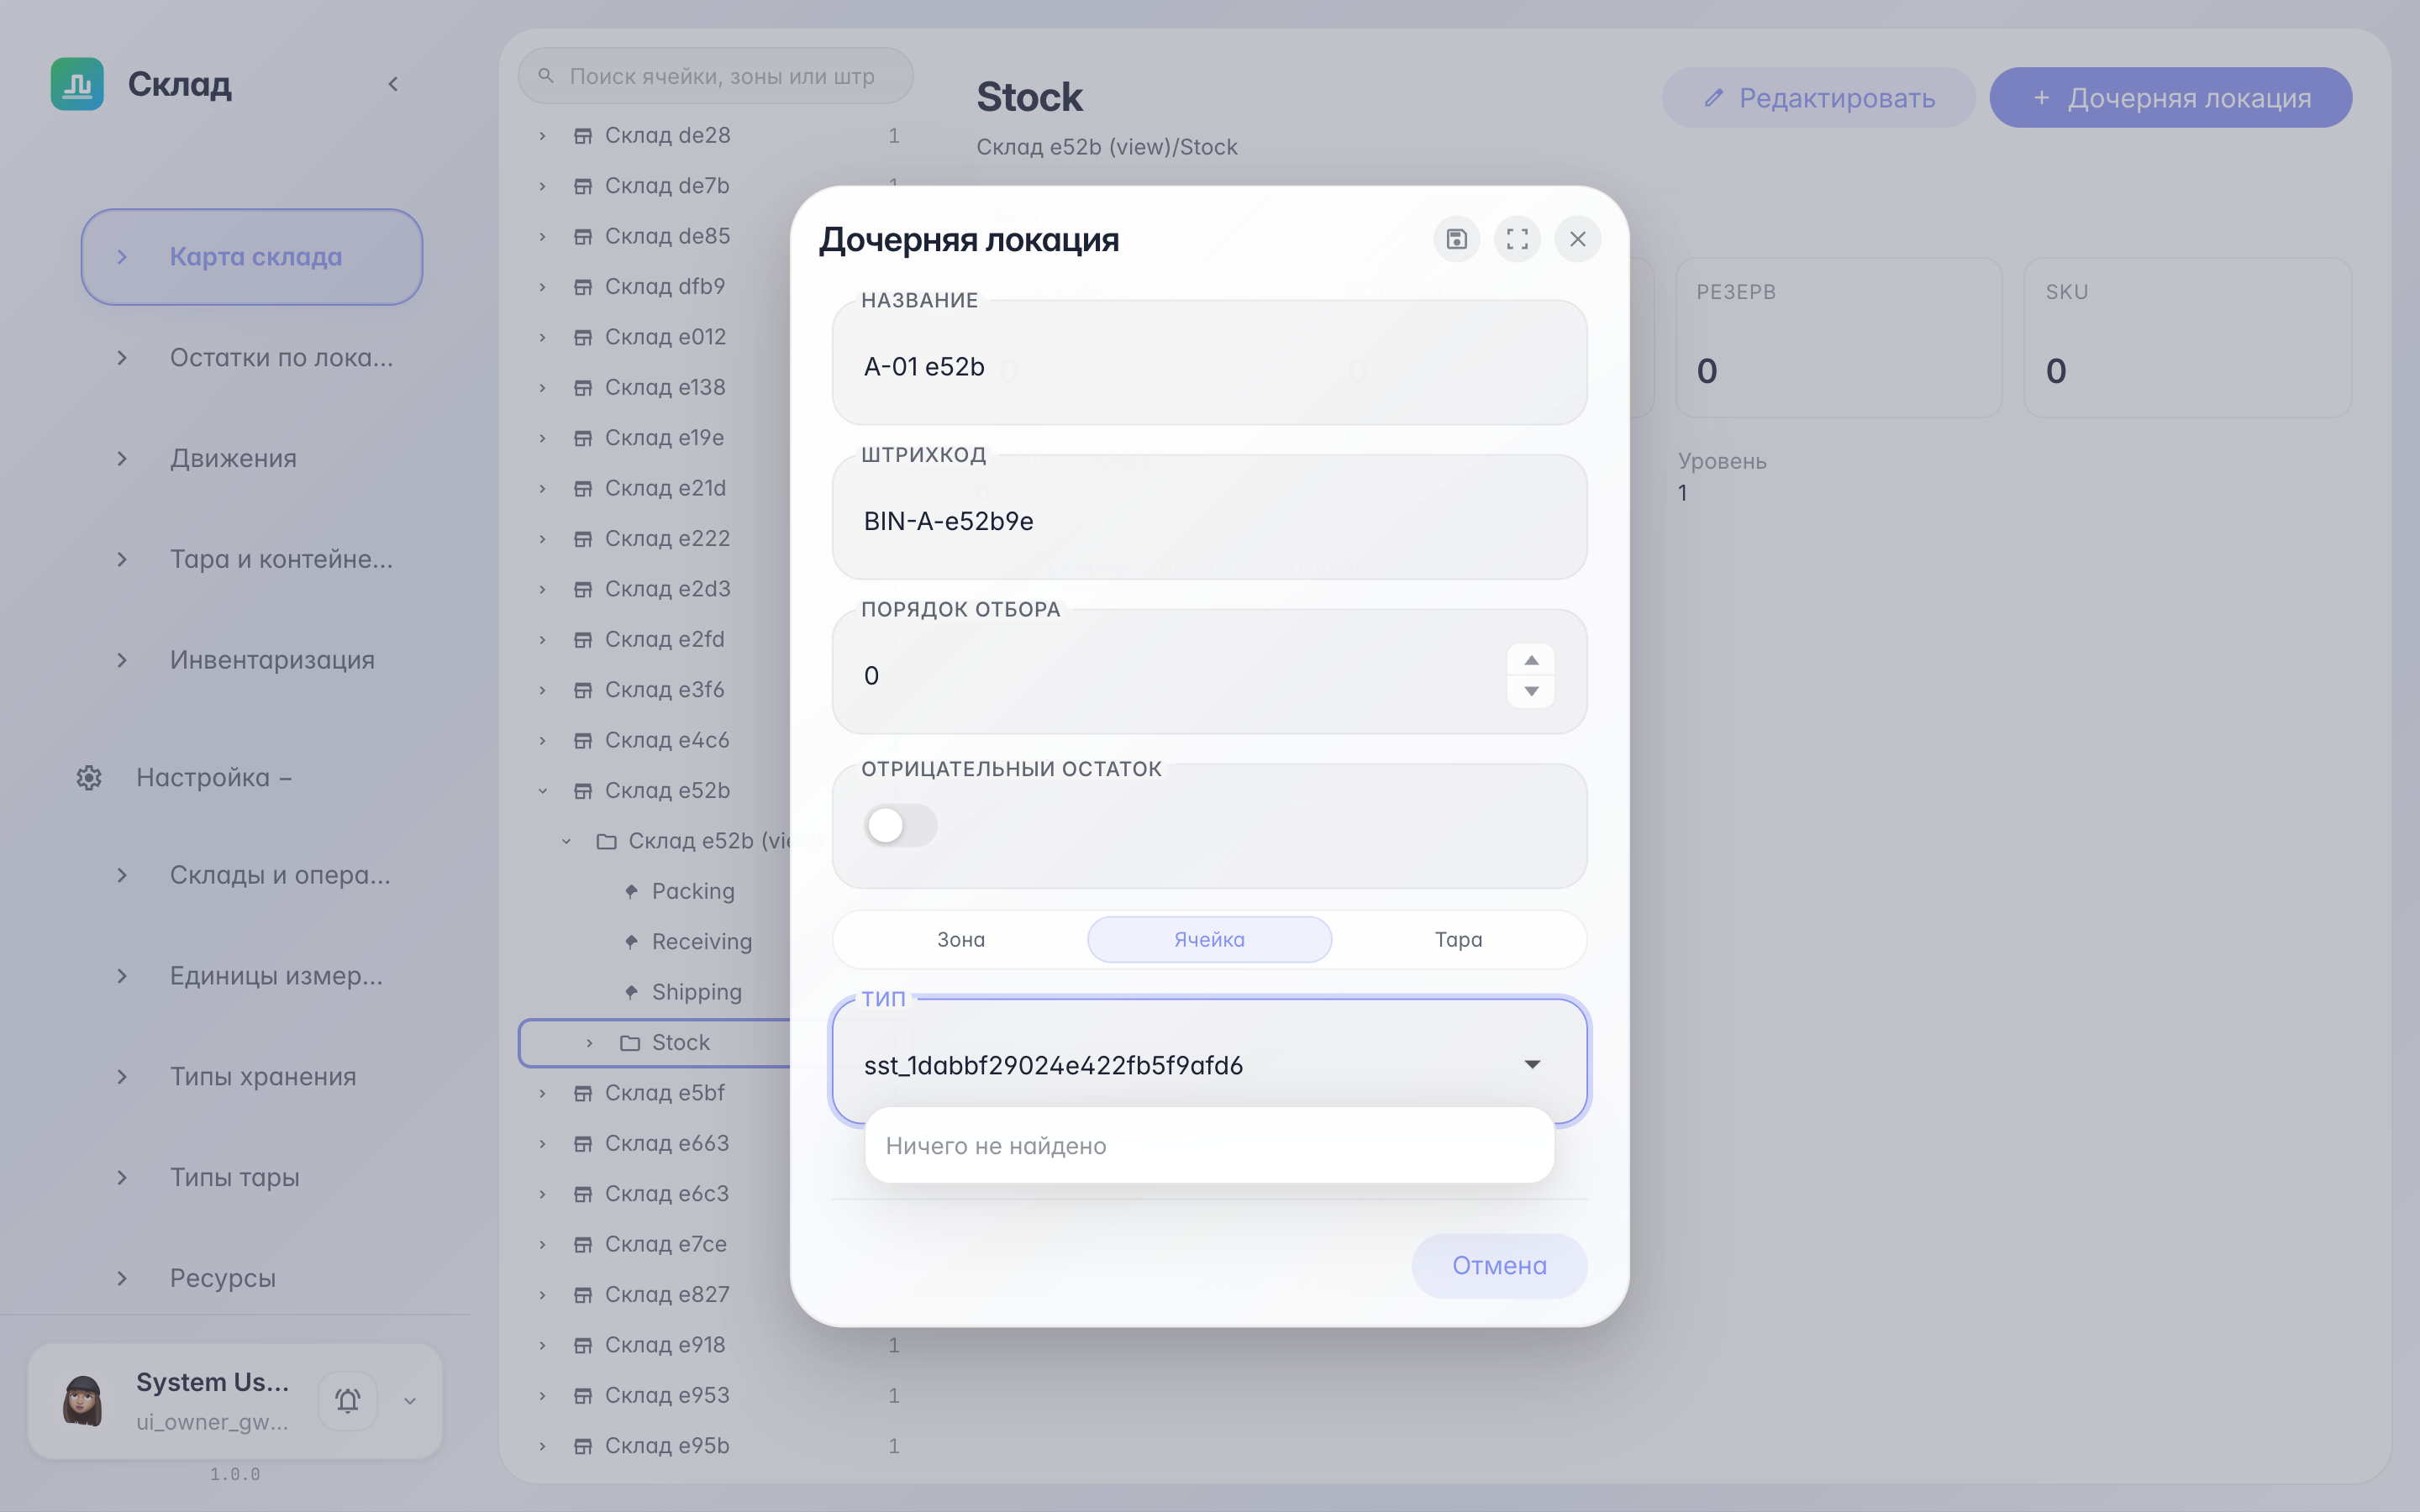 Склад
Карта склада
Остатки по лока...
Движения
Тара и контейне...
Инвентаризация
Настройка –
Склады и опера...
Единицы измер...
Типы хранения
Типы тары
Ресурсы
System Us...
ui_owner_gw...
1.0.0
Поиск ячейки, зоны или штр
Склад de28 1
Склад de7b 1
Склад de85
Склад dfb9
Склад e012
Склад e138
Склад e19e
Склад e21d
Склад e222
Склад e2d3
Склад e2fd
Склад e3f6
Склад e4c6
Склад e52b
Склад e52b (vie
Packing
Receiving
Shipping
Stock
Склад e5bf
Склад e663
Склад e6c3
Склад e7ce
Склад e827
Склад e918 1
Склад e953 1
Склад e95b 1
Stock
Склад e52b (view)/Stock
Редактировать
+ Дочерняя локация
РЕЗЕРВ
0
SKU
0
Уровень
1
Дочерняя локация
НАЗВАНИЕ
A-01 e52b
ШТРИХКОД
BIN-A-e52b9e
ПОРЯДОК ОТБОРА
0
ОТРИЦАТЕЛЬНЫЙ ОСТАТОК
Зона Ячейка Тара
ТИП
sst_1dabbf29024e422fb5f9afd6
Ничего не найдено
Отмена